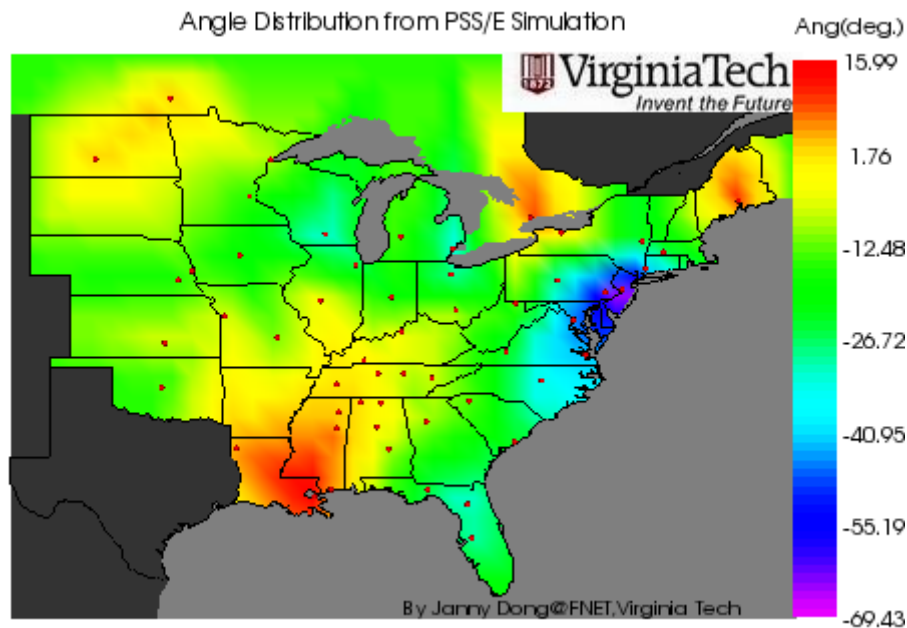 Angle Distribution from PSS/E Simulation
Ang(deg.)
VirginiaTech
1872
Invent the Future
15.99
1.76
-12.48
-26.72
-40.95
-55.19
-69.43
By Janny Dong@FNET,Virginia Tech